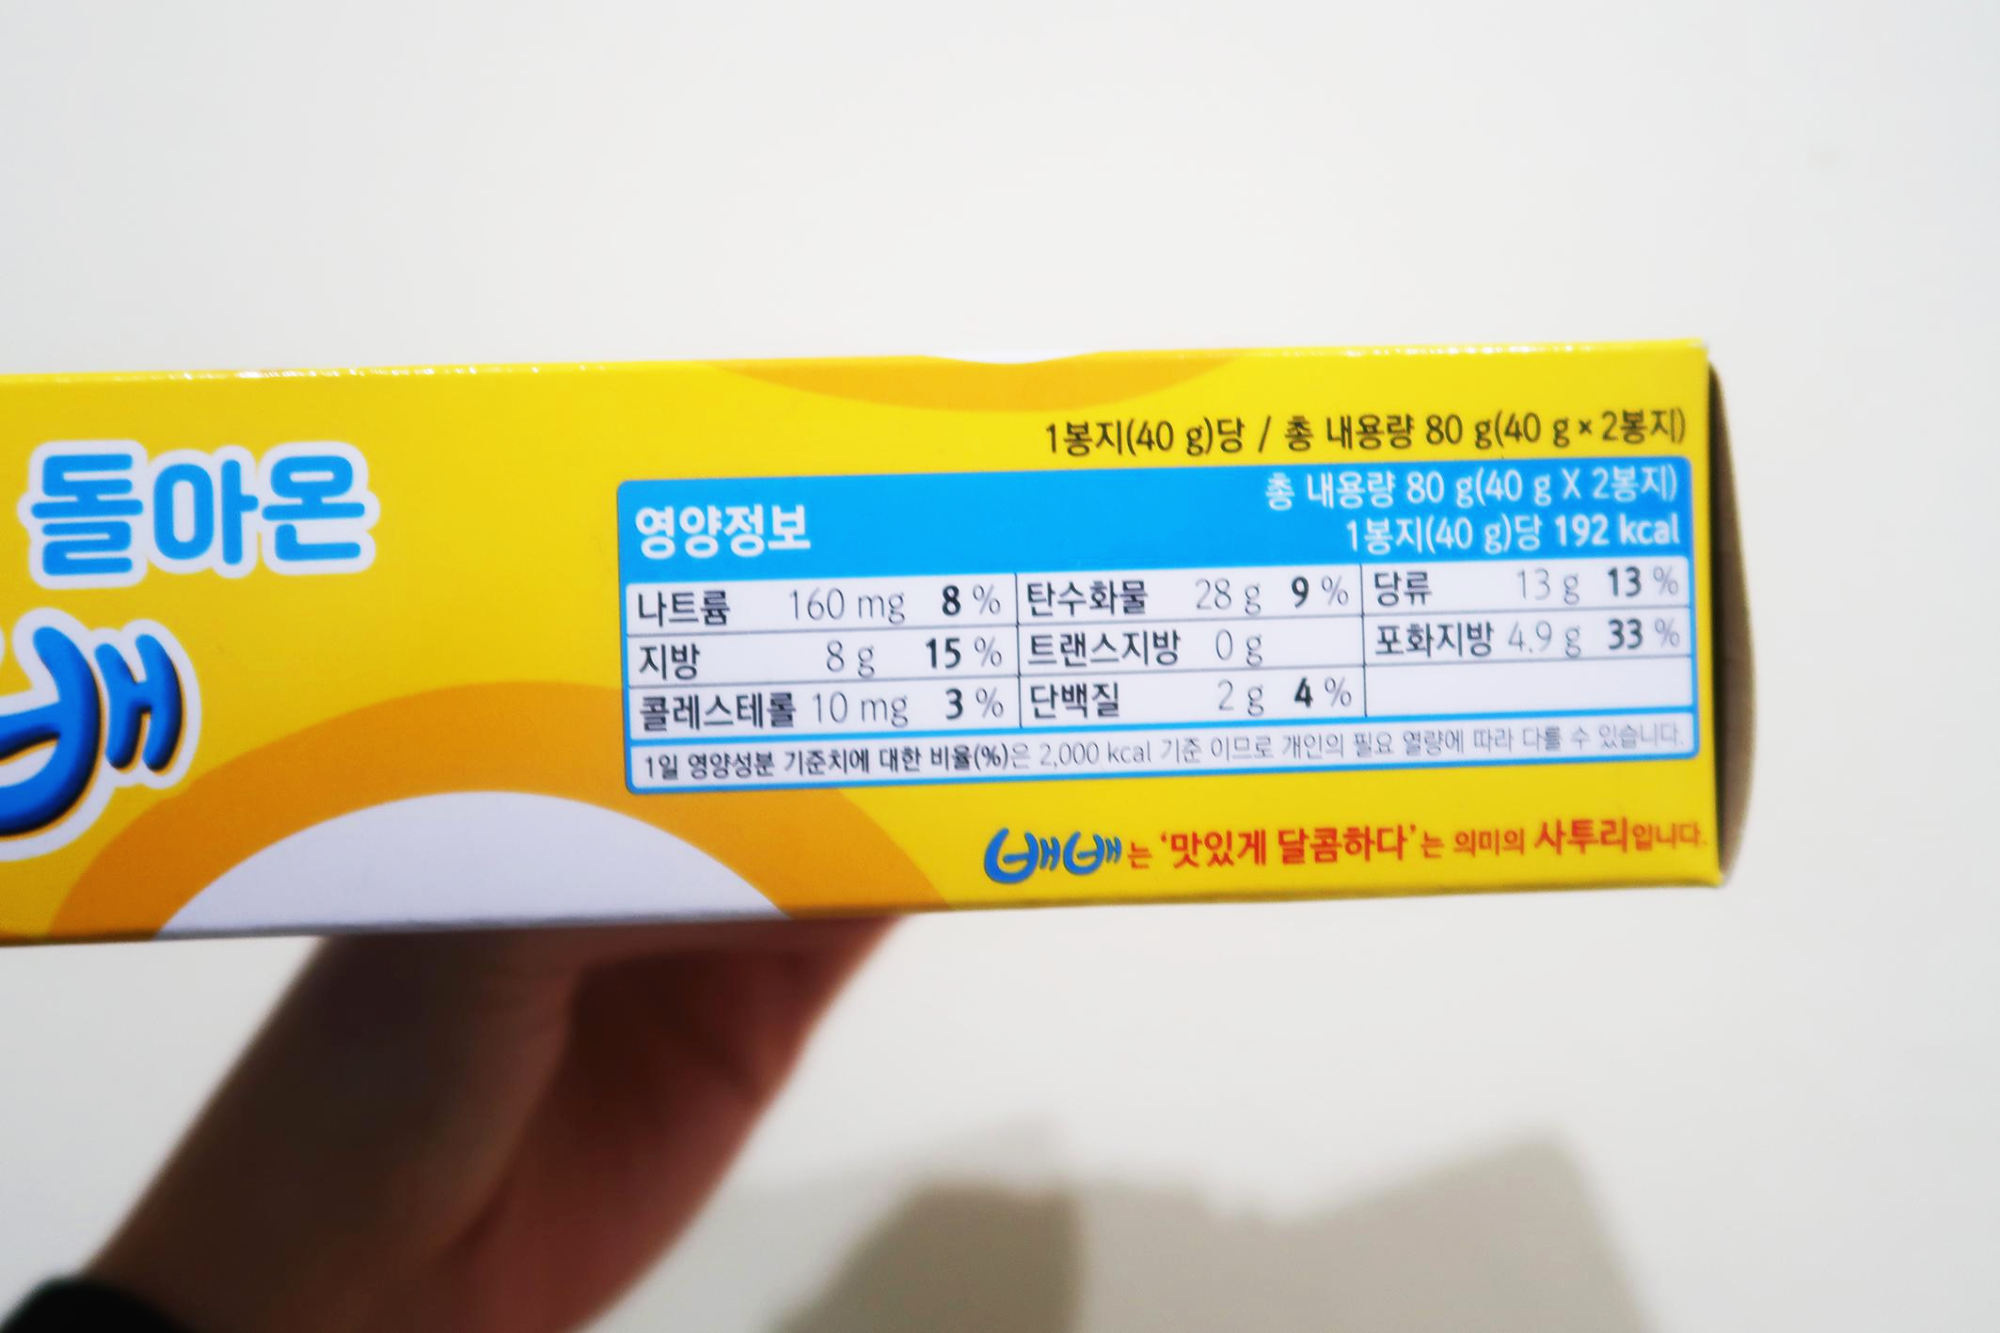 돌아온
배
1봉지(40 g)당 / 총 내용량 80 g(40 g × 2봉지)
영양정보
총 내용량 80 g(40 g X 2봉지)
1봉지(40 g)당 192 kcal
나트륨 160 mg 8 % 탄수화물 28 g 9 % 당류 13 g 13 %
지방 8 g 15 % 트랜스지방 0 g 포화지방 4.9 g 33 %
콜레스테롤 10 mg 3 % 단백질 2 g 4 %
1일 영양성분 기준치에 대한 비율(%)은 2,000 kcal 기준 이므로 개인의 필요 열량에 따라 다를 수 있습니다.
배배는 '맛있게 달콤하다'는 의미의 사투리입니다.